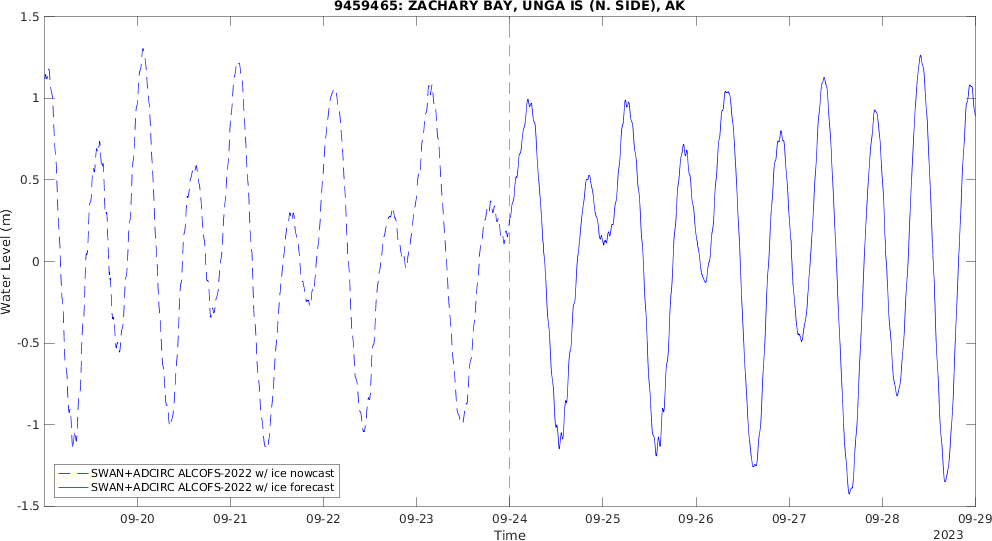 9459465: ZACHARY BAY, UNGA IS (N. SIDE), AK
1.5
1
0.5
0
-0.5
-1
-1.5
Water Level (m)
SWAN+ADCIRC ALCOFS-2022 w/ ice nowcast
SWAN+ADCIRC ALCOFS-2022 w/ ice forecast
09-20 09-21 09-22 09-23 09-24 09-25 09-26 09-27 09-28 09-29
Time
2023